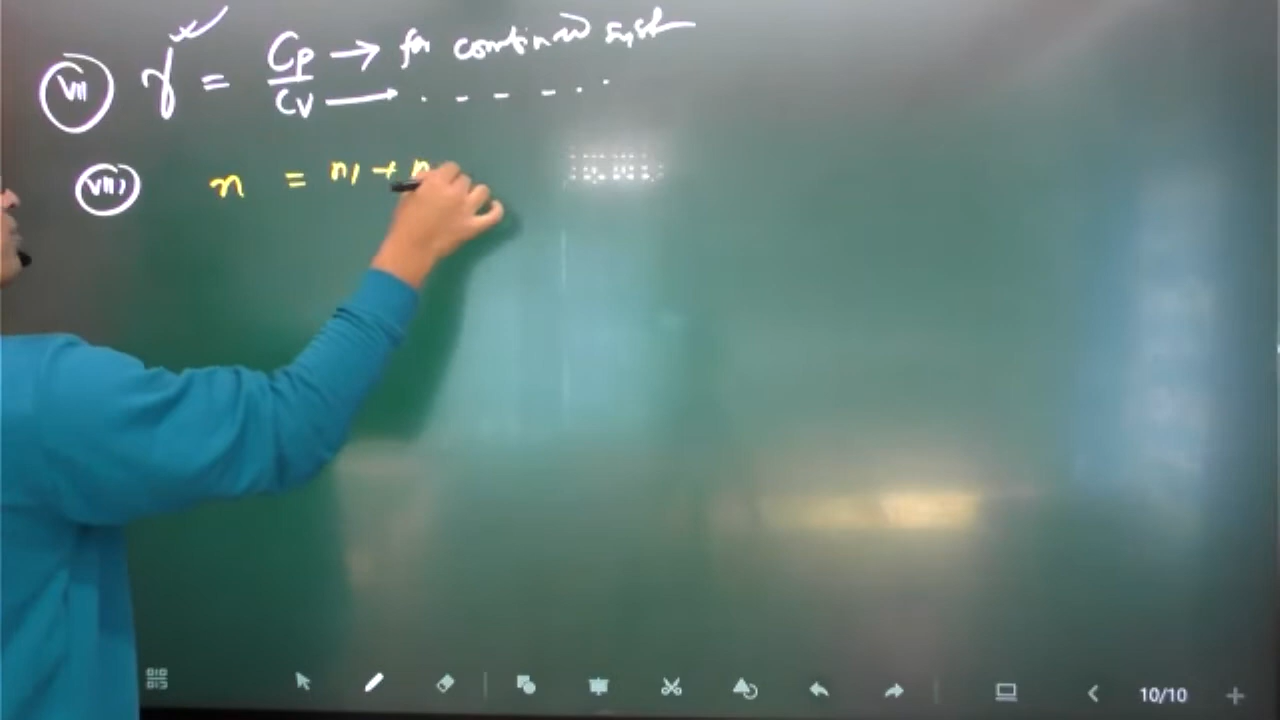 VII γ = Cp → for combined syst
CV → . - - - . .
VIII n = n1 + n
10/10